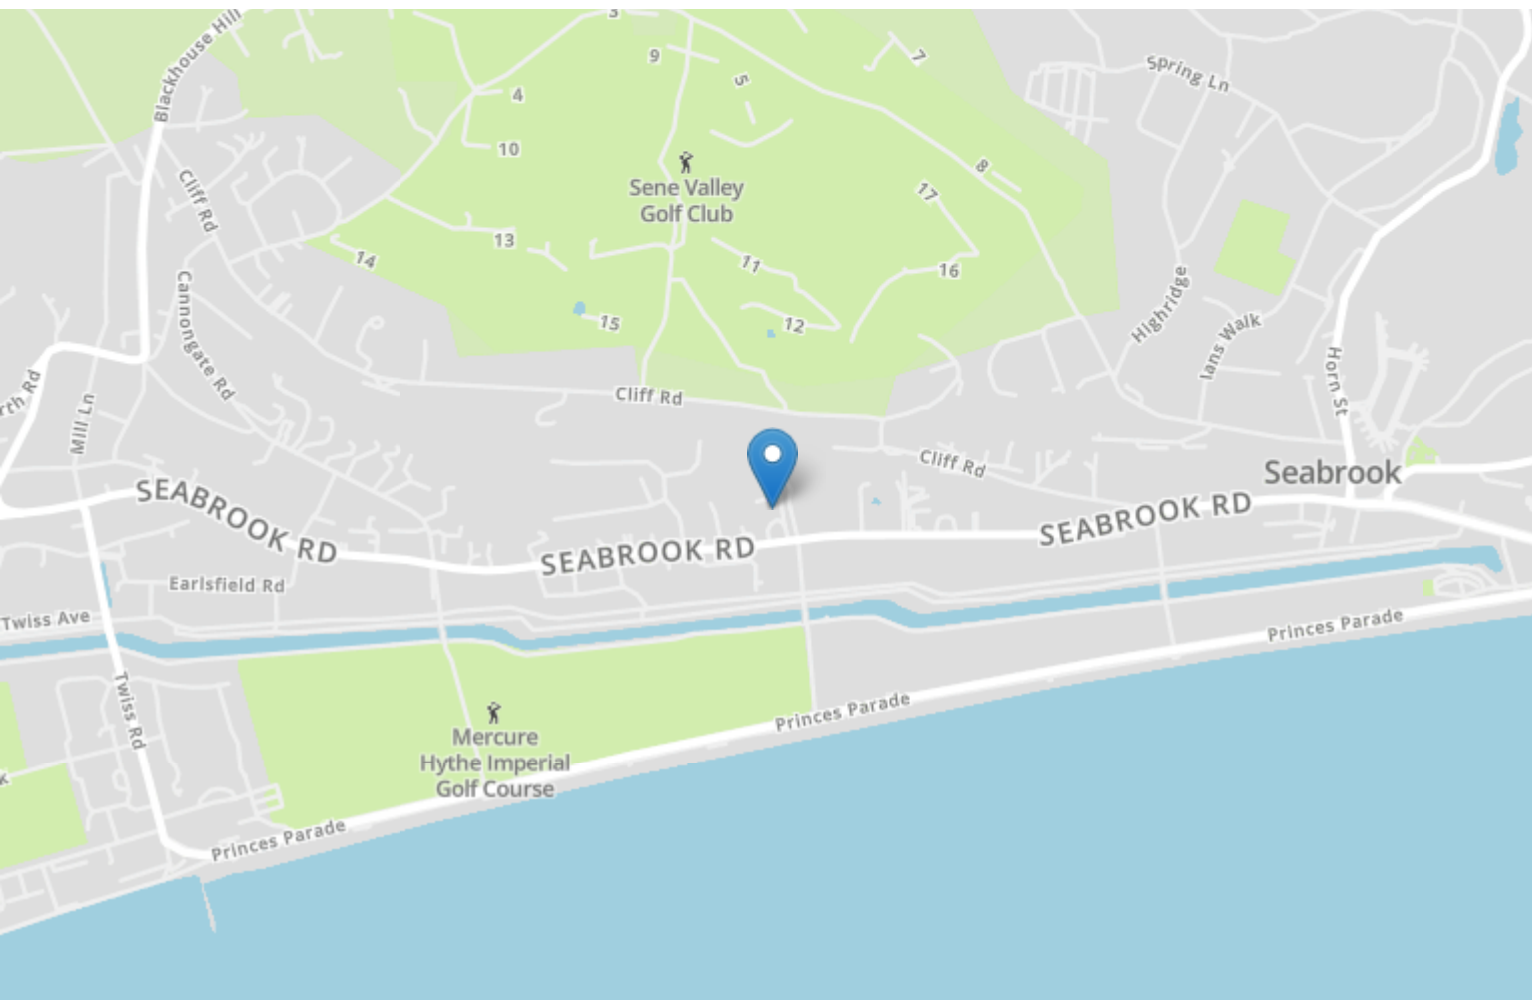 3
Blackhouse Hill
9
5
7
Spring Ln
4
10
8
Sene Valley
Golf Club
17
Cliff Rd
13
14
11
16
Cannongate Rd
15
12
Highridge
Ians Walk
rth Rd
Mill Ln
Cliff Rd
Horn St
Cliff Rd
Seabrook
SEABROOK RD
SEABROOK RD
SEABROOK RD
Earlsfield Rd
Twiss Ave
Princes Parade
Twiss Rd
Princes Parade
Mercure
Hythe Imperial
Golf Course
Princes Parade